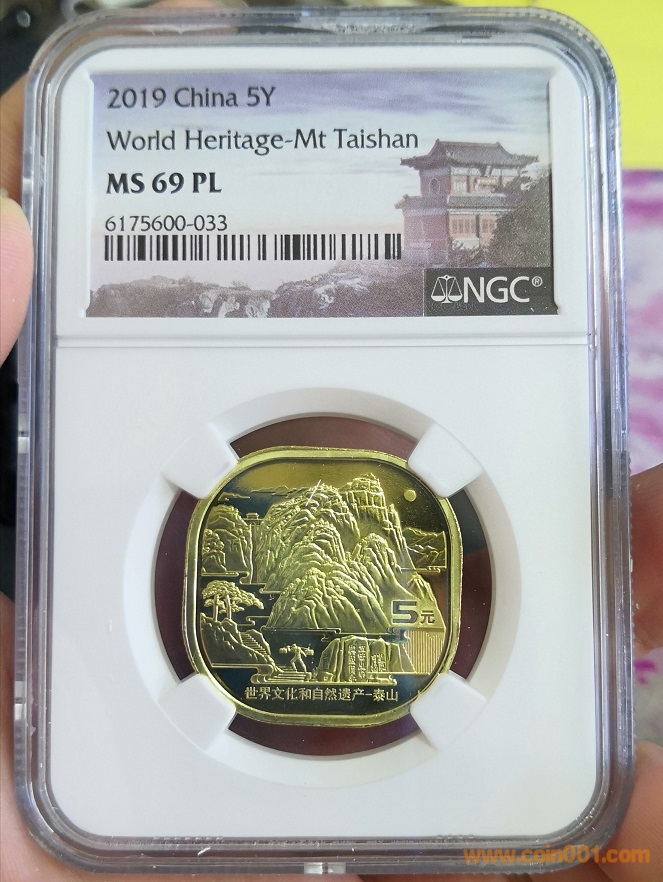 2019 China 5Y
World Heritage-Mt Taishan
MS 69 PL
6175600-033
NGC®
5元
世界文化和自然遗产-泰山
www.coin001.com